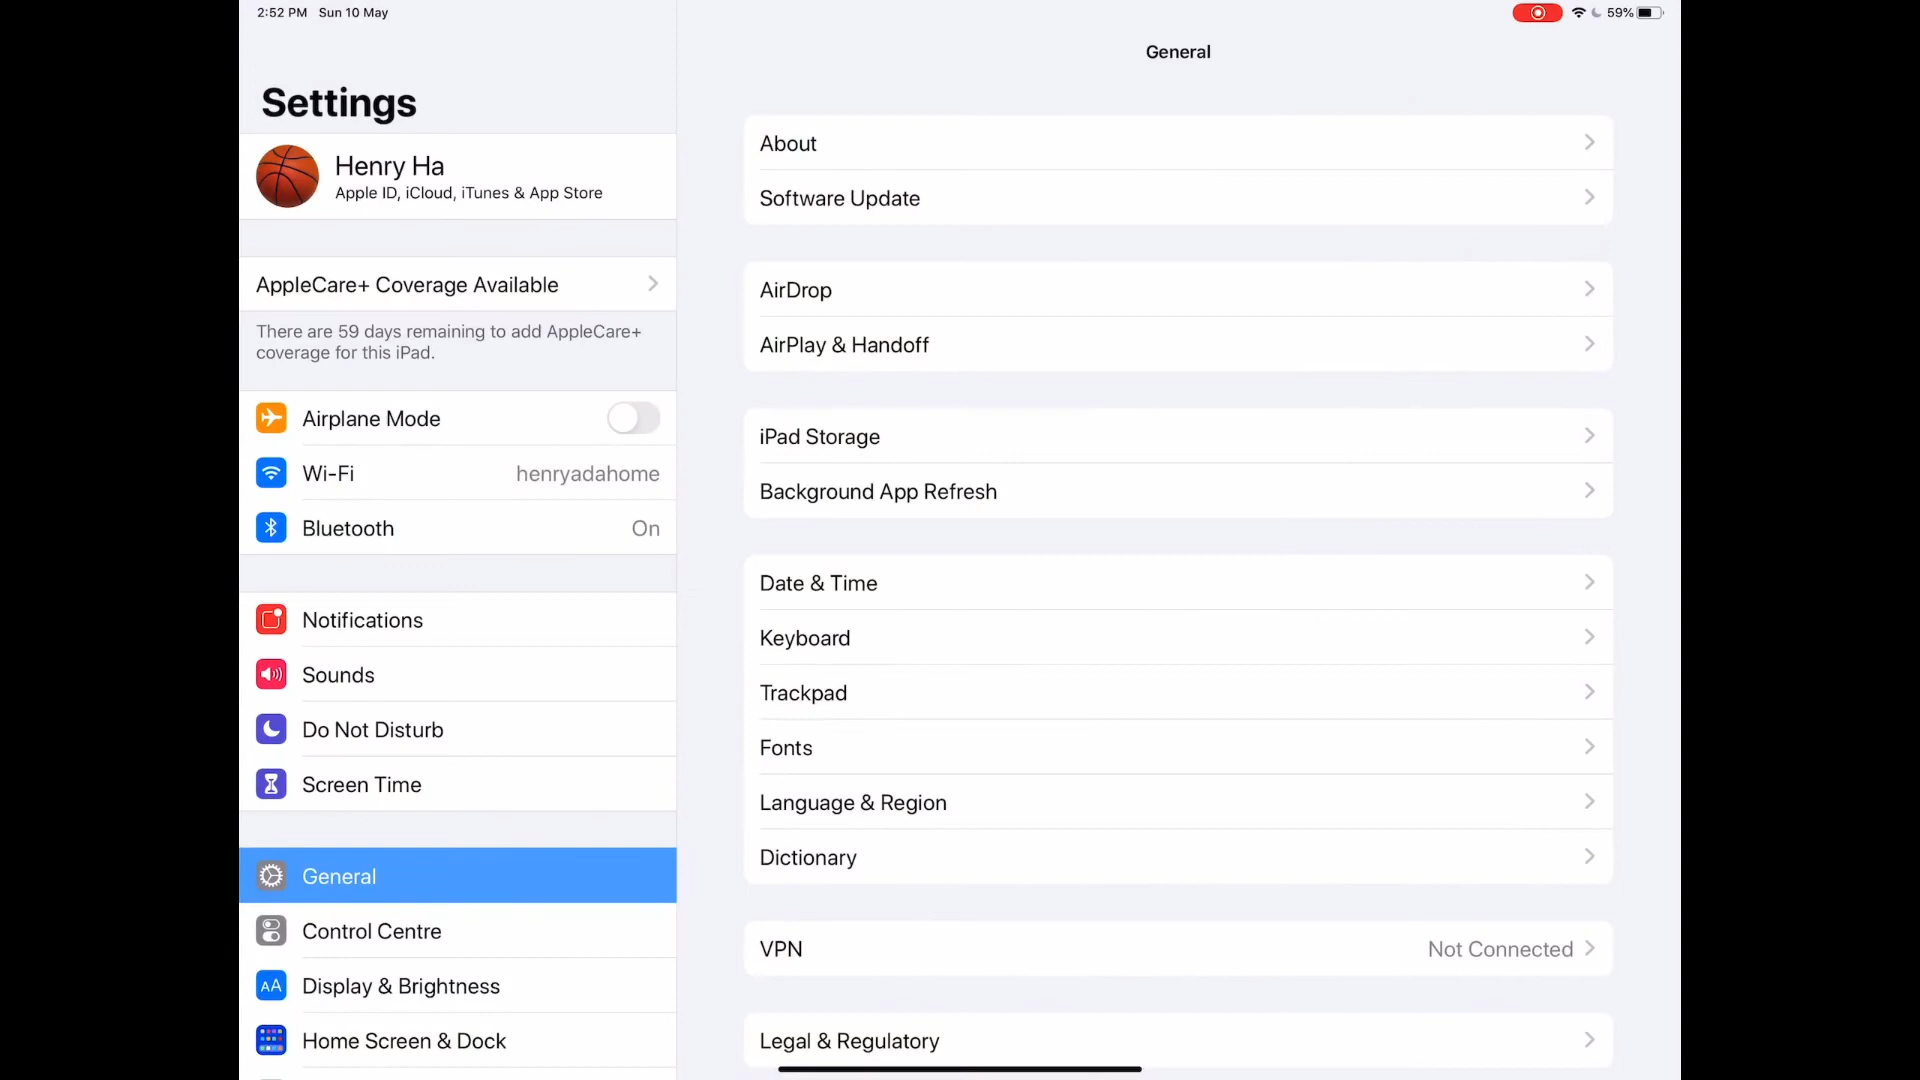 2:52 PM Sun 10 May
59%
Settings
Henry Ha
Apple ID, iCloud, iTunes & App Store
AppleCare+ Coverage Available
There are 59 days remaining to add AppleCare+
coverage for this iPad.
Airplane Mode
Wi-Fi henryadahome
Bluetooth On
Notifications
Sounds
Do Not Disturb
Screen Time
General
Control Centre
AA Display & Brightness
Home Screen & Dock
General
About
Software Update
AirDrop
AirPlay & Handoff
iPad Storage
Background App Refresh
Date & Time
Keyboard
Trackpad
Fonts
Language & Region
Dictionary
VPN Not Connected
Legal & Regulatory